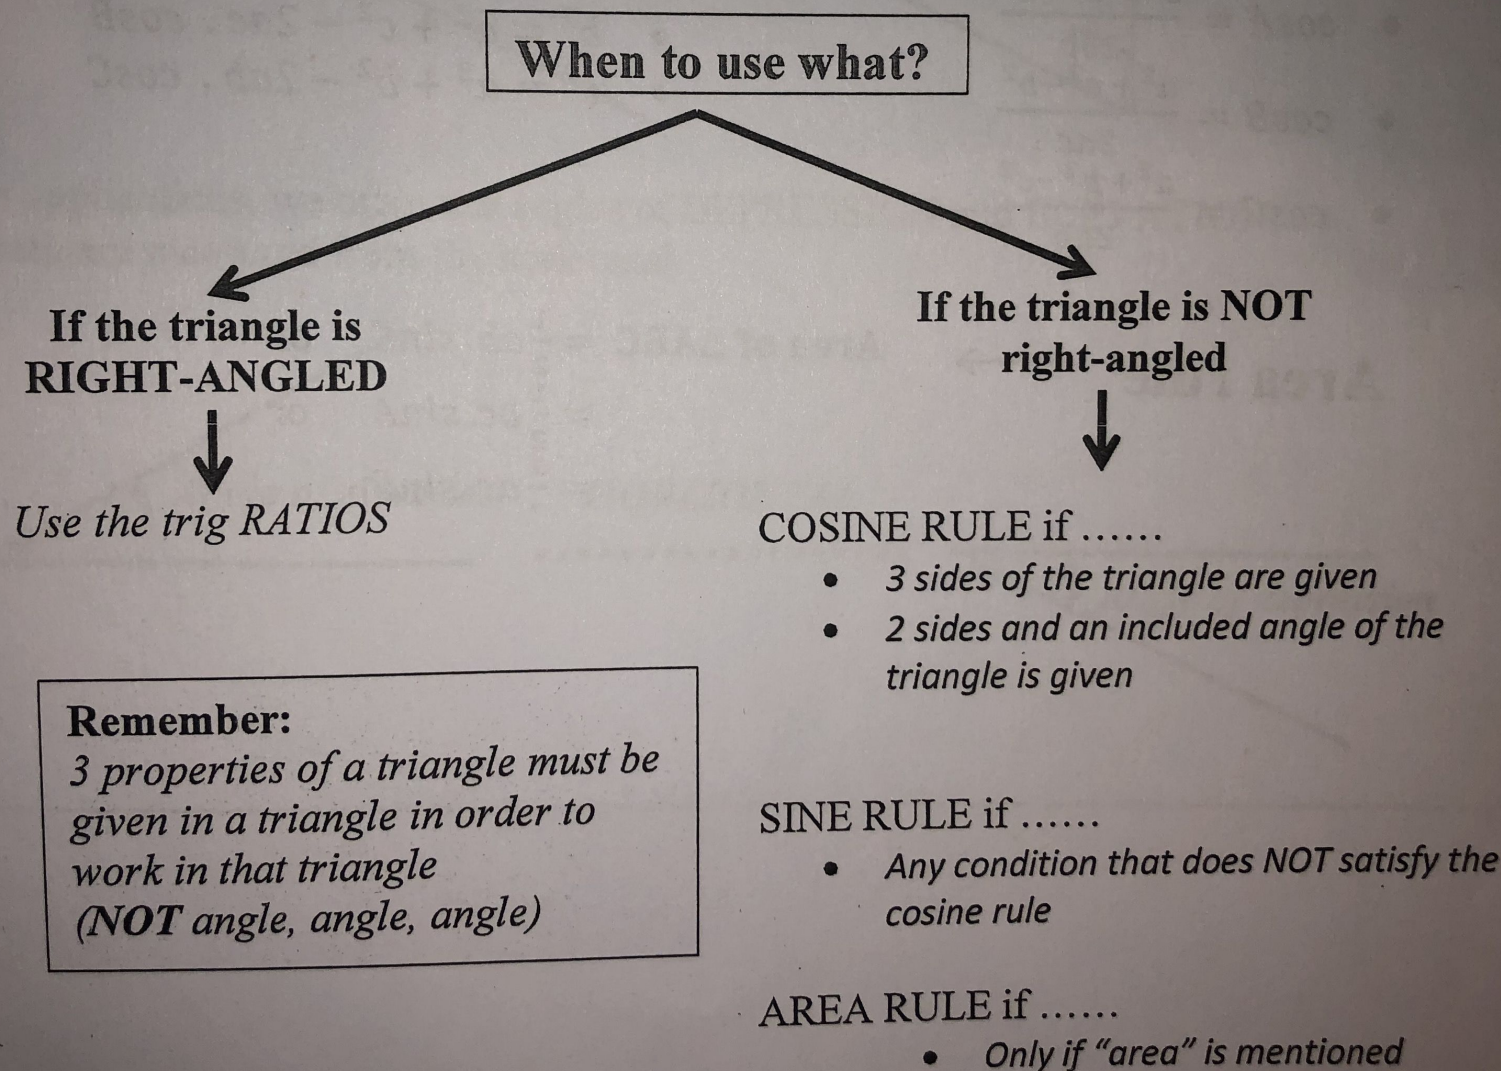 When to use what?
If the triangle is
RIGHT-ANGLED
Use the trig RATIOS
If the triangle is NOT
right-angled
COSINE RULE if ......
• 3 sides of the triangle are given
• 2 sides and an included angle of the
triangle is given
Remember:
3 properties of a triangle must be
given in a triangle in order to
work in that triangle
(NOT angle, angle, angle)
SINE RULE if ......
• Any condition that does NOT satisfy the
cosine rule
AREA RULE if ......
• Only if “area” is mentioned